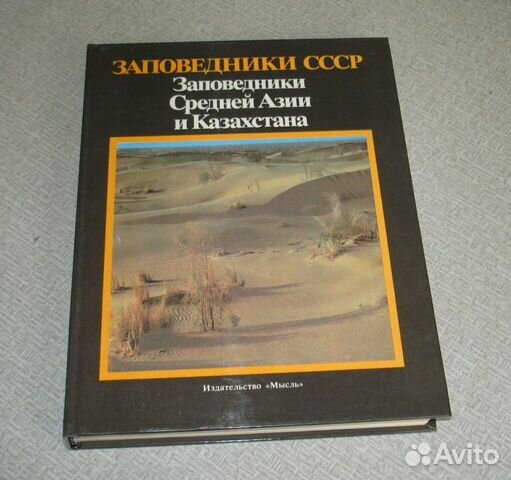 ЗАПОВЕДНИКИ СССР
Заповедники
Средней Азии
и Казахстана
Издательство «Мысль»
Avito